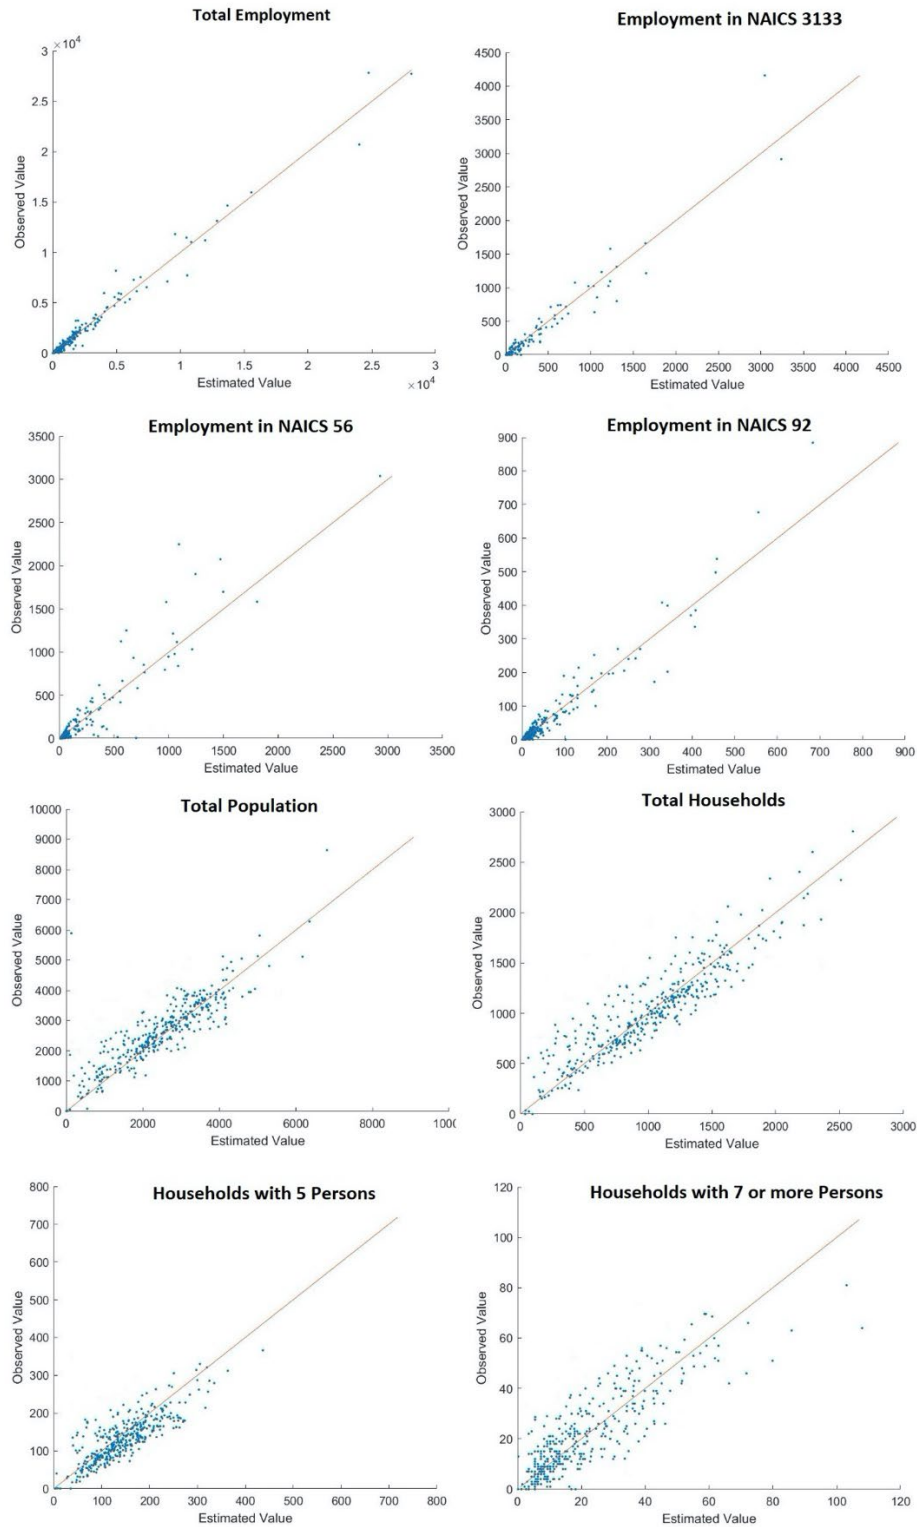 Total Employment
× 10⁴
3
2.5
2
1.5
1
0.5
0
Observed Value
0 0.5 1 1.5 2 2.5 3
Estimated Value
× 10⁴
Employment in NAICS 3133
4500
4000
3500
3000
2500
2000
1500
1000
500
0
Observed Value
0 500 1000 1500 2000 2500 3000 3500 4000 4500
Estimated Value
Employment in NAICS 56
3500
3000
2500
2000
1500
1000
500
0
Observed Value
0 500 1000 1500 2000 2500 3000 3500
Estimated Value
Employment in NAICS 92
900
800
700
600
500
400
300
200
100
0
Observed Value
0 100 200 300 400 500 600 700 800 900
Estimated Value
Total Population
10000
9000
8000
7000
6000
5000
4000
3000
2000
1000
0
Observed Value
0 2000 4000 6000 8000 1000
Estimated Value
Total Households
3000
2500
2000
1500
1000
500
0
Observed Value
0 500 1000 1500 2000 2500 3000
Estimated Value
Households with 5 Persons
800
700
600
500
400
300
200
100
0
Observed Value
0 100 200 300 400 500 600 700 800
Estimated Value
Households with 7 or more Persons
120
100
80
60
40
20
0
Observed Value
0 20 40 60 80 100 120
Estimated Value